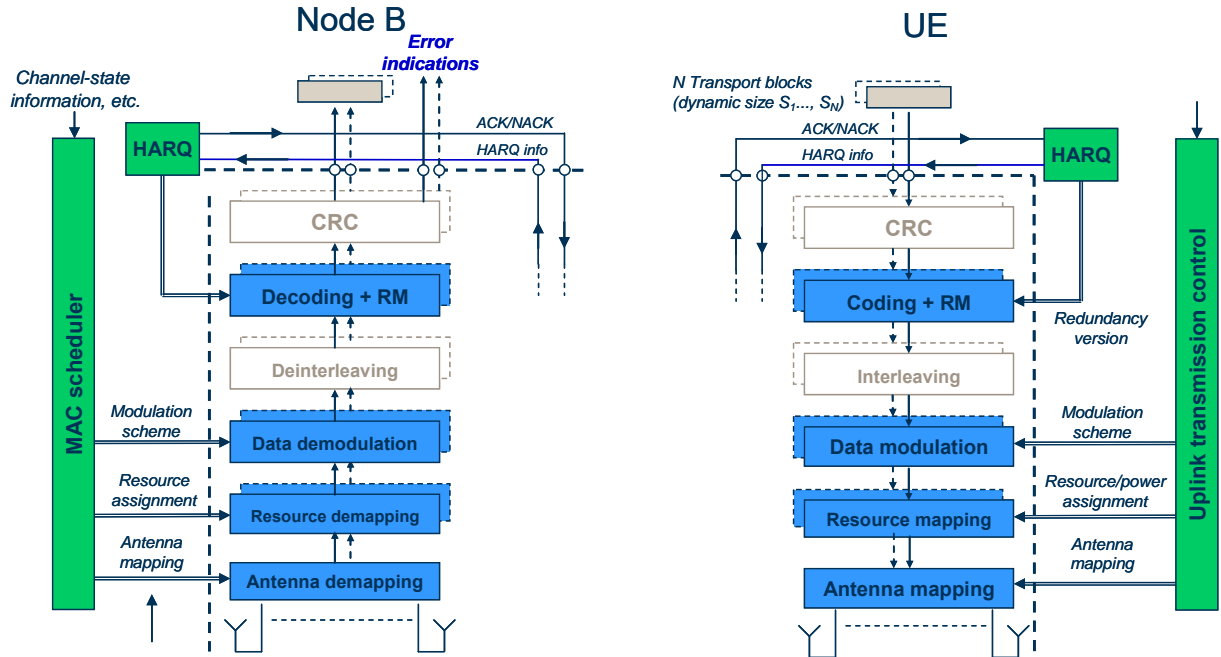 Node B
Error
indications
Channel-state
information, etc.
ACK/NACK
HARQ
HARQ info
CRC
Decoding + RM
Deinterleaving
MAC scheduler
Modulation
scheme
Data demodulation
Resource
assignment
Resource demapping
Antenna
mapping
Antenna demapping
UE
N Transport blocks
(dynamic size S1..., SN)
ACK/NACK
HARQ info
HARQ
CRC
Coding + RM
Redundancy
version
Interleaving
Uplink transmission control
Modulation
scheme
Data modulation
Resource/power
assignment
Resource mapping
Antenna
mapping
Antenna mapping